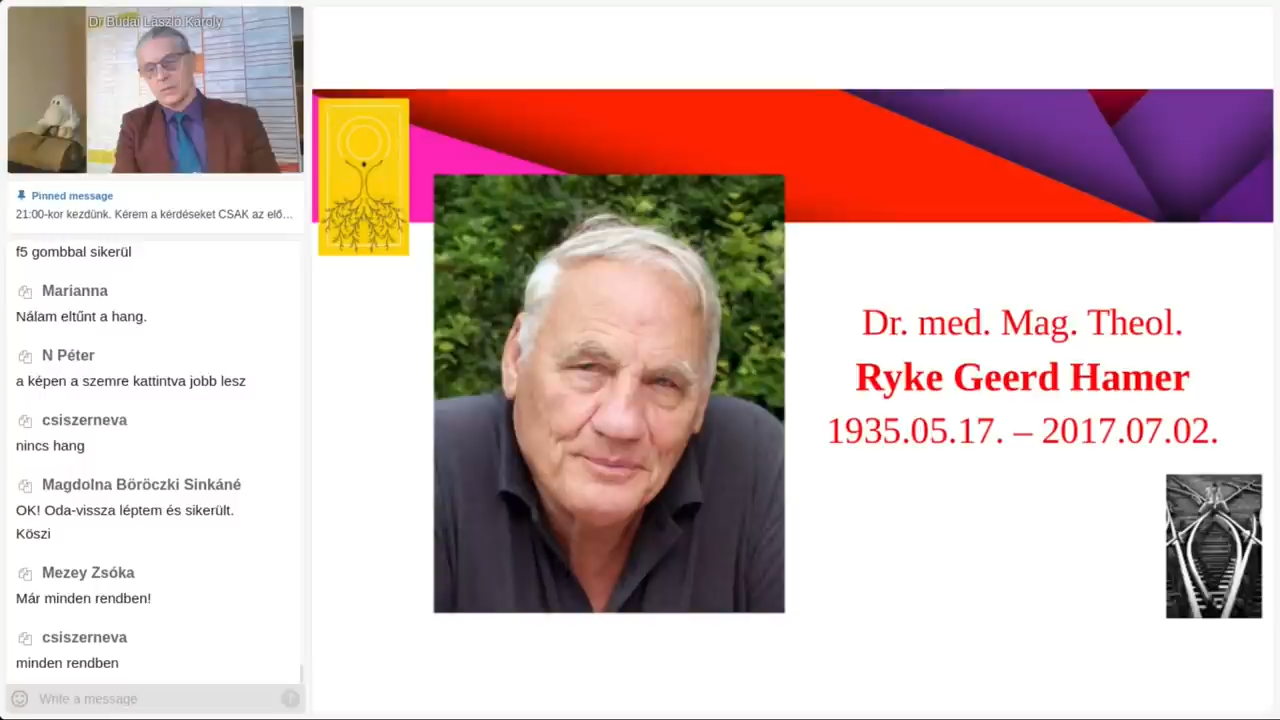 Dr Budai László Károly
Pinned message
21:00-kor kezdünk. Kérem a kérdéseket CSAK az elő…
f5 gombbal sikerül
Marianna
Nálam eltűnt a hang.
N Péter
a képen a szemre kattintva jobb lesz
csiszerneva
nincs hang
Magdolna Böröczki Sinkáné
OK! Oda-vissza léptem és sikerült.
Köszi
Mezey Zsóka
Már minden rendben!
csiszerneva
minden rendben
Write a message
Dr. med. Mag. Theol.
Ryke Geerd Hamer
1935.05.17. – 2017.07.02.